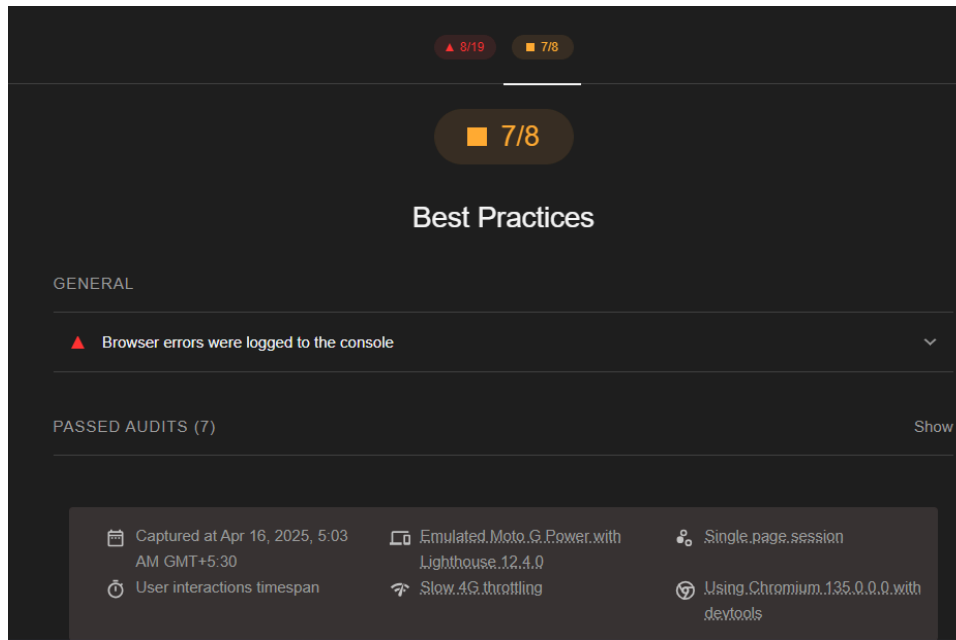 8/19 7/8
7/8
Best Practices
GENERAL
Browser errors were logged to the console
PASSED AUDITS (7) Show
Captured at Apr 16, 2025, 5:03
AM GMT+5:30
User interactions timespan
Emulated Moto G Power with
Lighthouse 12.4.0
Slow 4G throttling
Single page session
Using Chromium 135.0.0.0 with
devtools